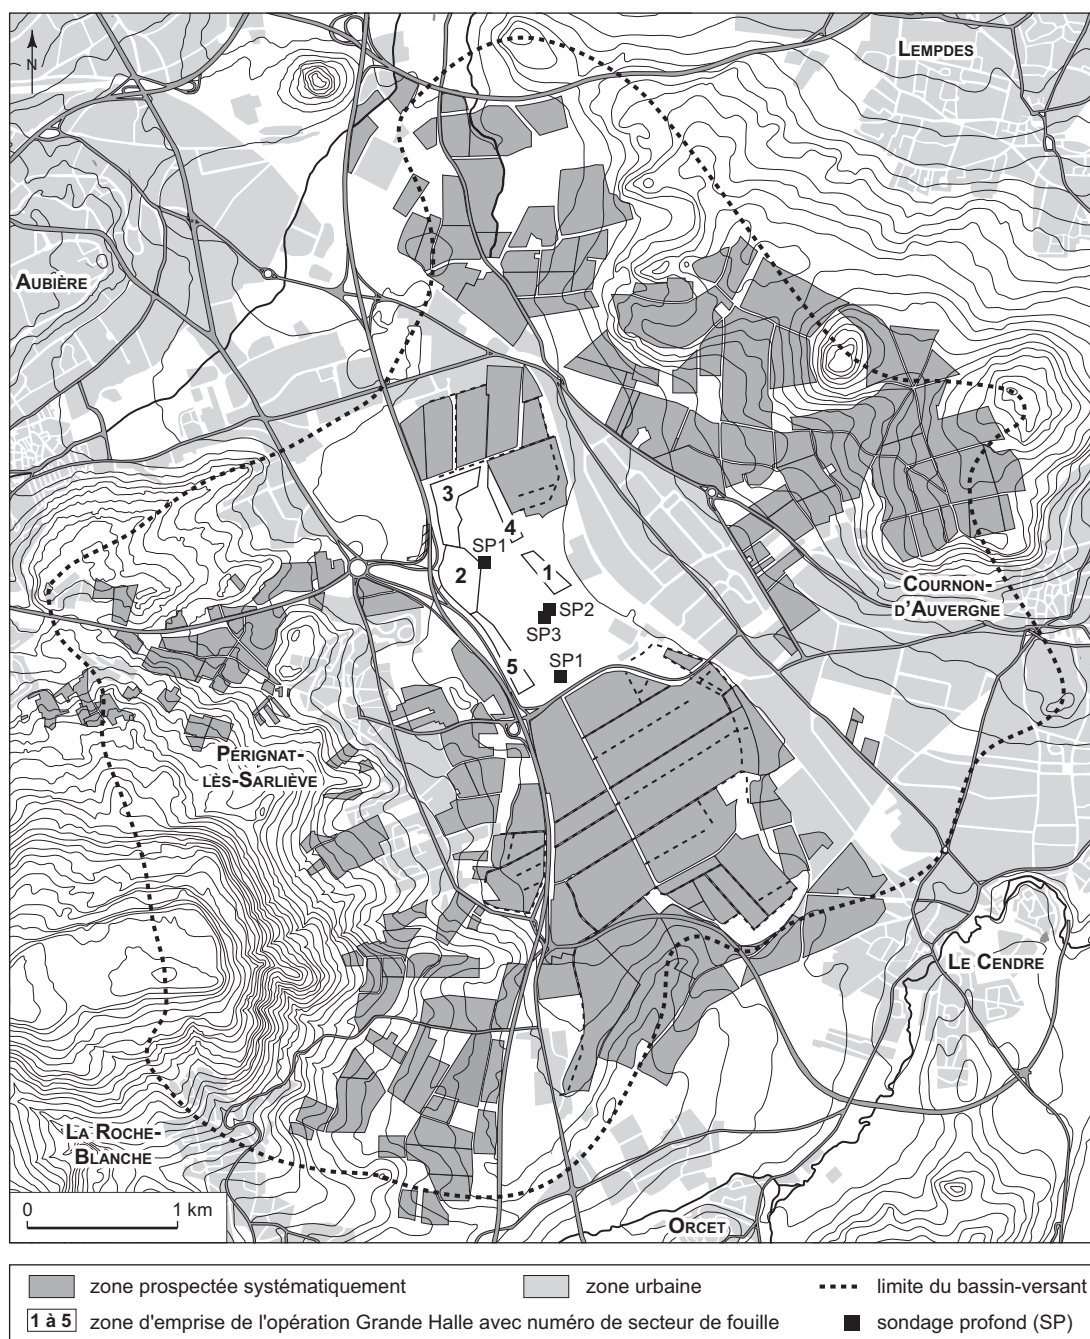 N
LEMPDES
AUBIÈRE
3
4
SP1
2
1
SP2
SP3
COURNON-
D'AUVERGNE
5
SP1
PÉRIGNAT-
LÈS-SARLIÈVE
LE CENDRE
LA ROCHE-
BLANCHE
0 1 km
ORCET
zone prospectée systématiquement
zone urbaine
limite du bassin-versant
1 à 5 zone d'emprise de l'opération Grande Halle avec numéro de secteur de fouille
sondage profond (SP)